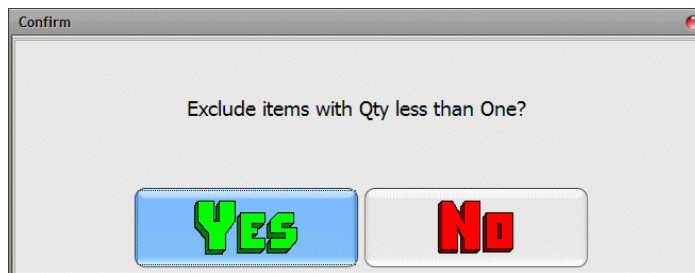 Confirm
Exclude items with Qty less than One?
Yes No